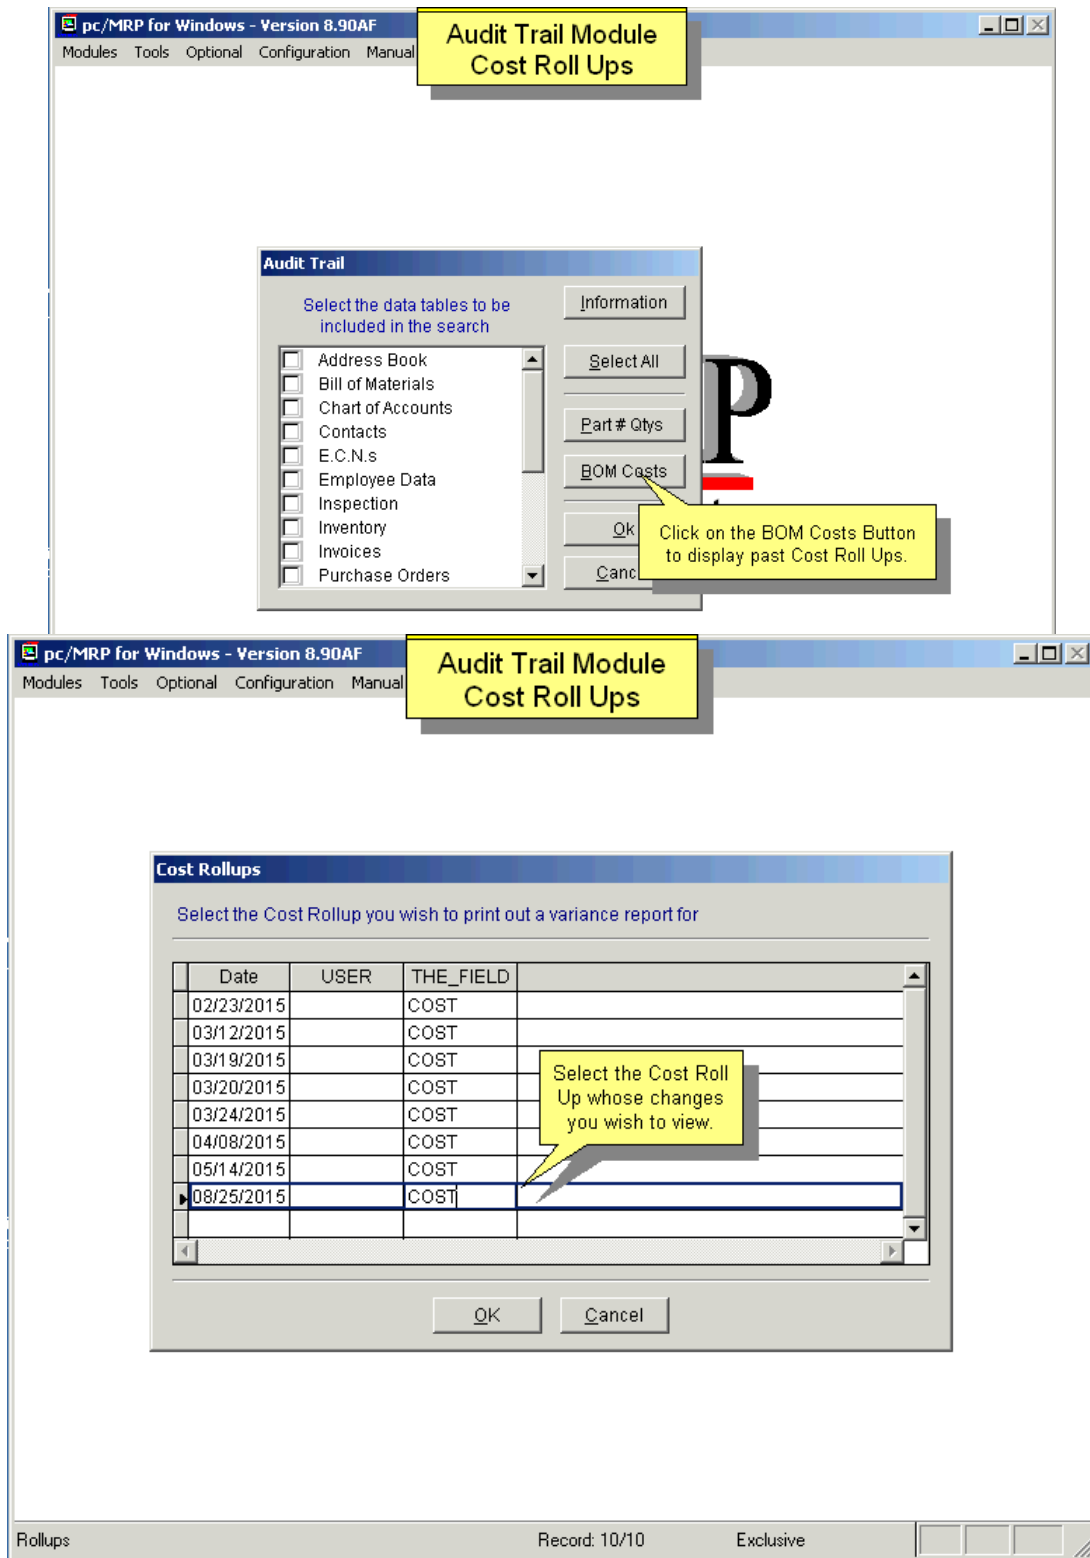 pc/MRP for Windows - Version 8.90AF
Audit Trail Module
Cost Roll Ups
Modules Tools Optional Configuration Manual
Audit Trail
Select the data tables to be
included in the search
Information
Address Book
Select All
Bill of Materials
Chart of Accounts
Contacts
Part # Qtys
E.C.N.s
BOM Costs
Employee Data
Inspection
Inventory
Ok
Invoices
Purchase Orders
P
Click on the BOM Costs Button
to display past Cost Roll Ups.
pc/MRP for Windows - Version 8.90AF
Audit Trail Module
Cost Roll Ups
Modules Tools Optional Configuration Manual
Cost Rollups
Select the Cost Rollup you wish to print out a variance report for
Date USER THE_FIELD
02/23/2015 COST
03/12/2015 COST
03/19/2015 COST
03/20/2015 COST
03/24/2015 COST
04/08/2015 COST
05/14/2015 COST
08/25/2015 COST
Select the Cost Roll
Up whose changes
you wish to view.
OK Cancel
Rollups Record: 10/10 Exclusive